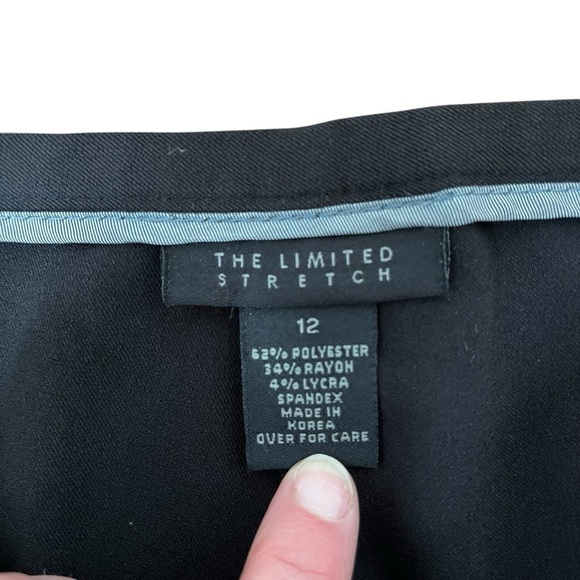 THE LIMITED
STRETCH
12
62% POLYESTER
34% RAYON
4% LYCRA
SPANDEX
MADE IN
KOREA
OVER FOR CARE